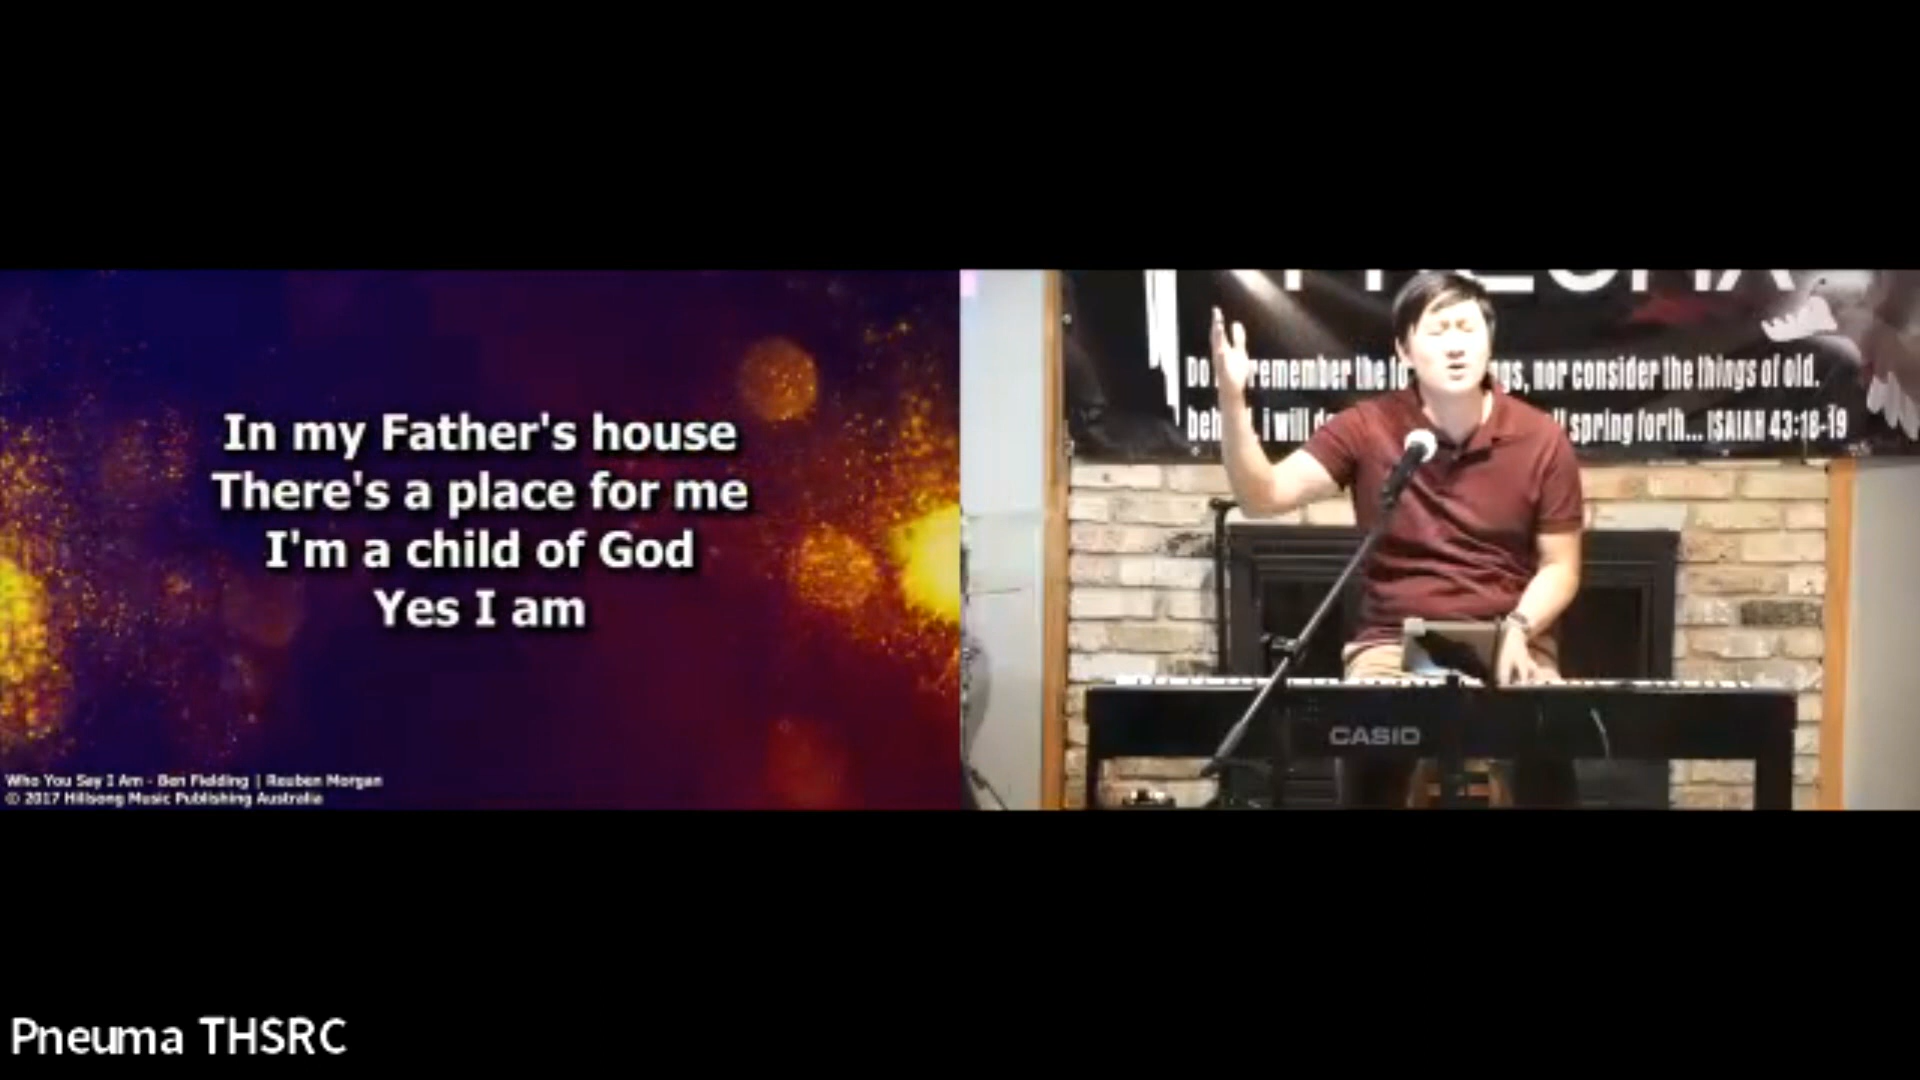 In my Father's house
There's a place for me
I'm a child of God
Yes I am
Who You Say I Am - Ben Fielding | Reuben Morgan
© 2017 Hillsong Music Publishing Australia
Do remember the nor consider the things of old.
i will spring forth... ISAIAH 43:18-19
CASIO
Pneuma THSRC